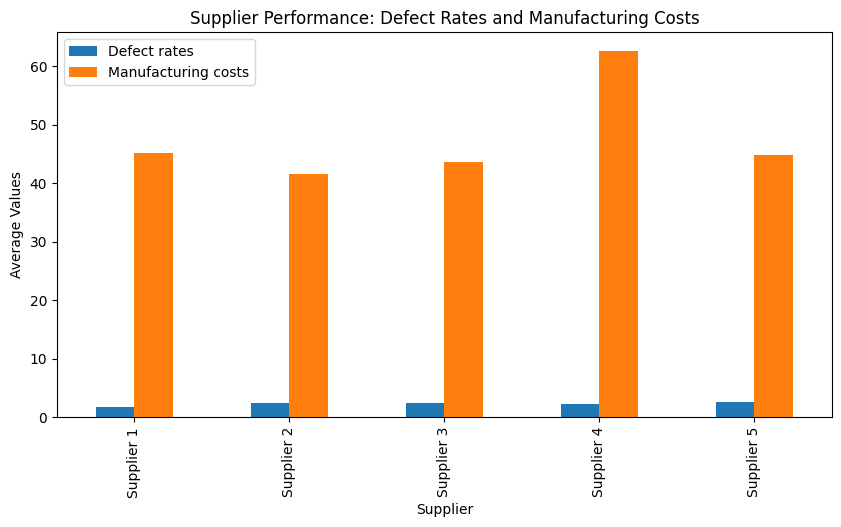 Supplier Performance: Defect Rates and Manufacturing Costs
Defect rates
Manufacturing costs
Average Values
60
50
40
30
20
10
0
Supplier 1
Supplier 2
Supplier 3
Supplier 4
Supplier 5
Supplier